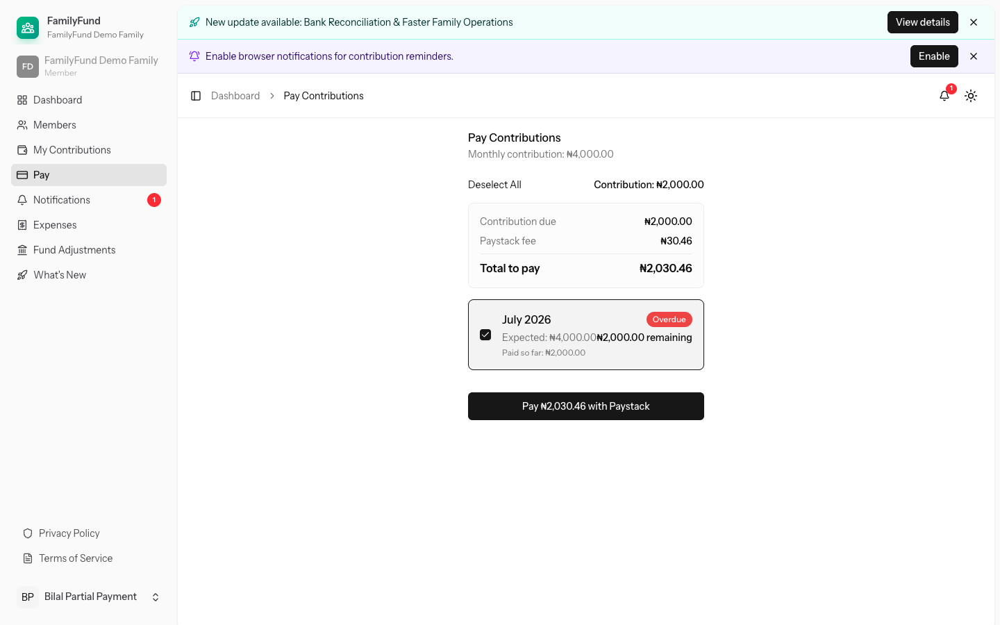 FamilyFund
FamilyFund Demo Family
FD
FamilyFund Demo Family
Member
Dashboard
Members
My Contributions
Pay
Notifications
1
Expenses
Fund Adjustments
What's New
Privacy Policy
Terms of Service
BP
Bilal Partial Payment
New update available: Bank Reconciliation & Faster Family Operations
View details
Enable browser notifications for contribution reminders.
Enable
Dashboard
Pay Contributions
1
Pay Contributions
Monthly contribution: ₦4,000.00
Deselect All
Contribution: ₦2,000.00
Contribution due
₦2,000.00
Paystack fee
₦30.46
Total to pay
₦2,030.46
July 2026
Overdue
Expected: ₦4,000.00
₦2,000.00 remaining
Paid so far: ₦2,000.00
Pay ₦2,030.46 with Paystack